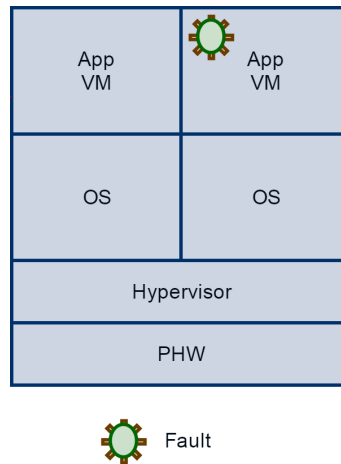 App
VM
App
VM
OS
OS
Hypervisor
PHW
Fault